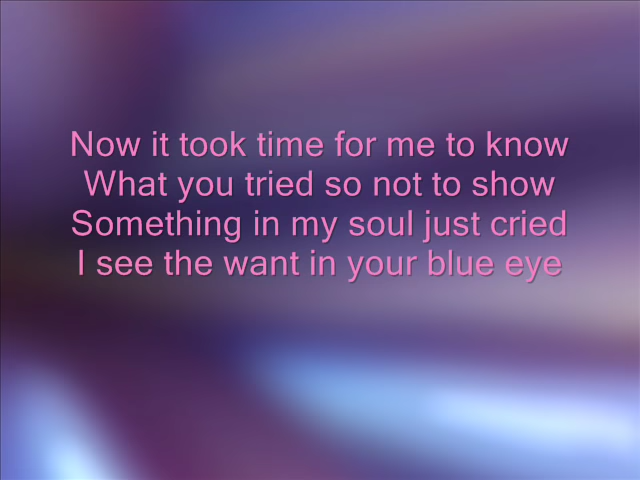 Now it took time for me to know
What you tried so not to show
Something in my soul just cried
I see the want in your blue eye